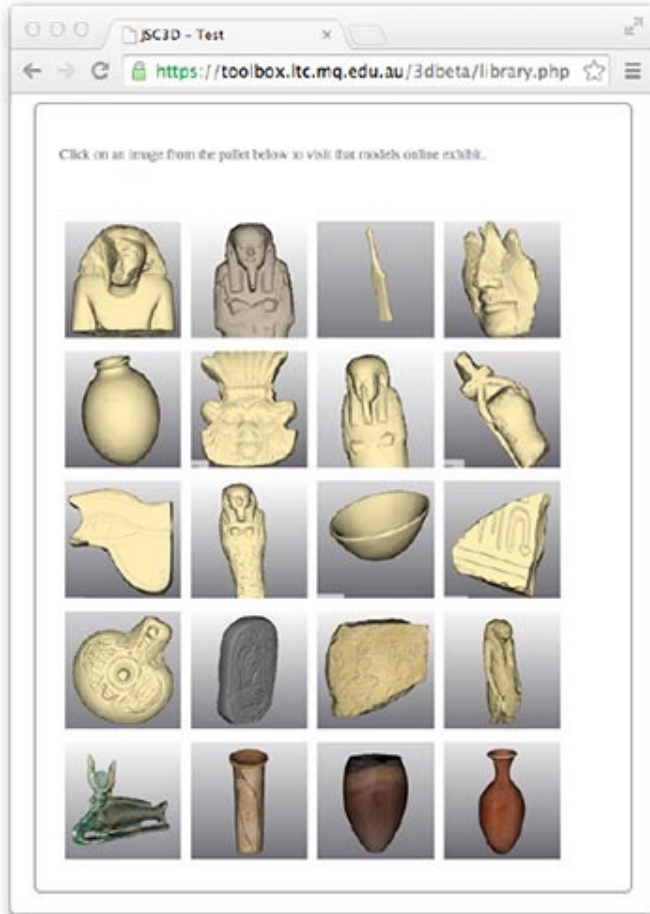 JSC3D – Test
https://toolbox.ltc.mq.edu.au/3dbeta/library.php
Click on an image from the pallet below to visit that models online exhibit.